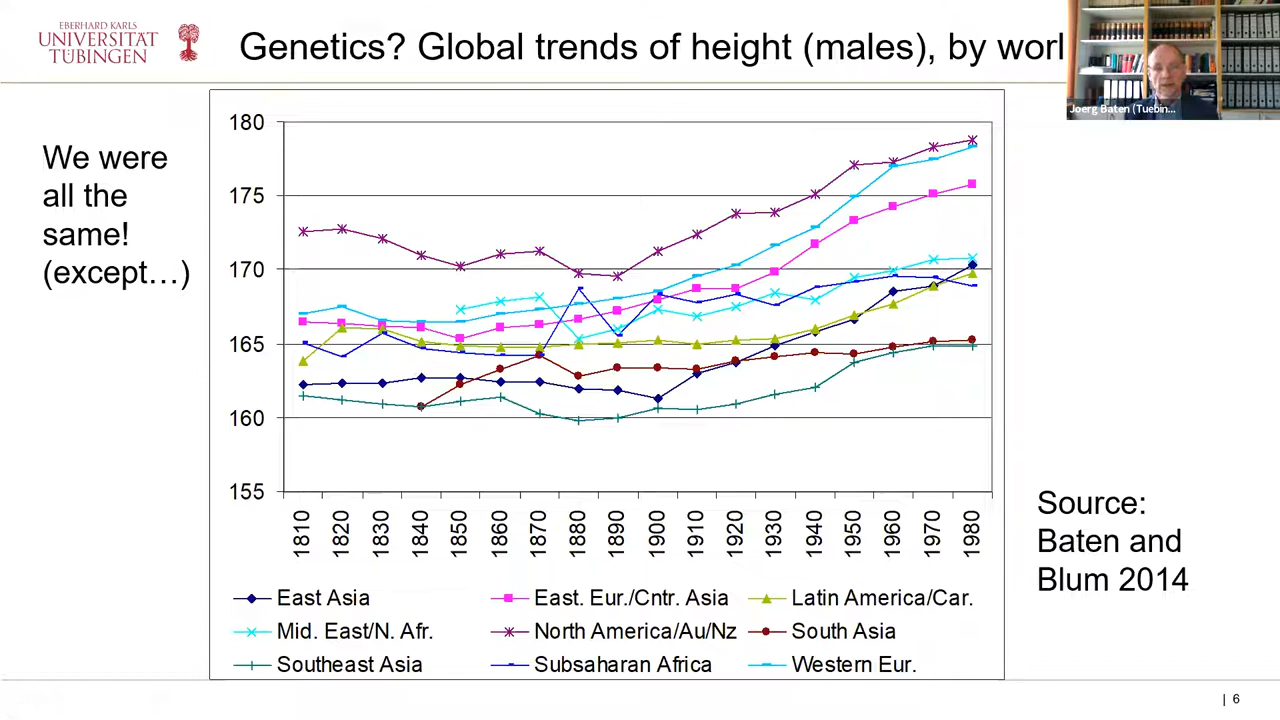 EBERHARD KARLS
UNIVERSITÄT
TÜBINGEN
Genetics? Global trends of height (males), by worl
Joerg Baten (Tuebin...
We were
all the
same!
(except…)
180
175
170
165
160
155
1810 1820 1830 1840 1850 1860 1870 1880 1890 1900 1910 1920 1930 1940 1950 1960 1970 1980
East Asia East. Eur./Cntr. Asia Latin America/Car.
Mid. East/N. Afr. North America/Au/Nz South Asia
Southeast Asia Subsaharan Africa Western Eur.
Source:
Baten and
Blum 2014
| 6